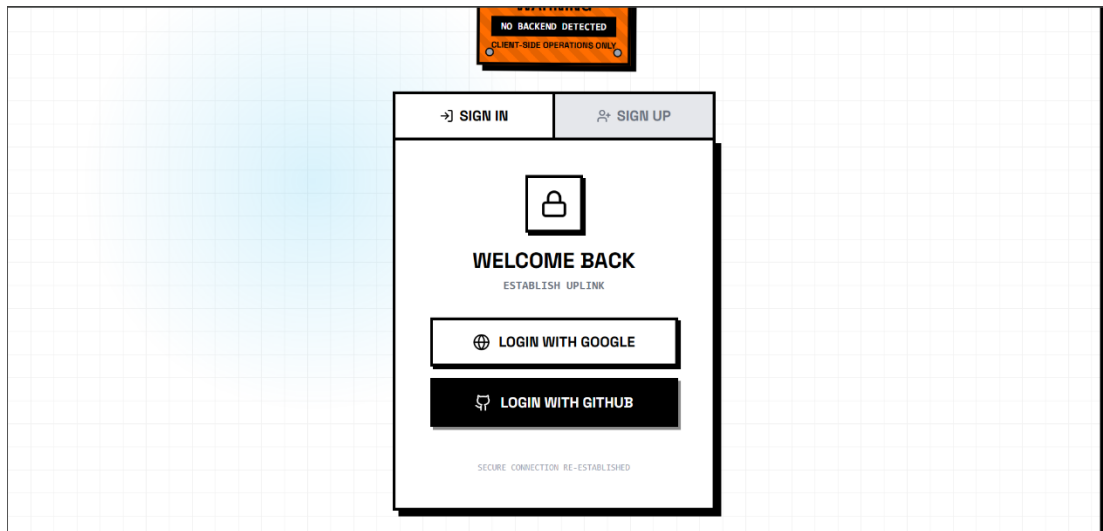 WARNING
NO BACKEND DETECTED
CLIENT-SIDE OPERATIONS ONLY
SIGN IN
SIGN UP
WELCOME BACK
ESTABLISH UPLINK
LOGIN WITH GOOGLE
LOGIN WITH GITHUB
SECURE CONNECTION RE-ESTABLISHED